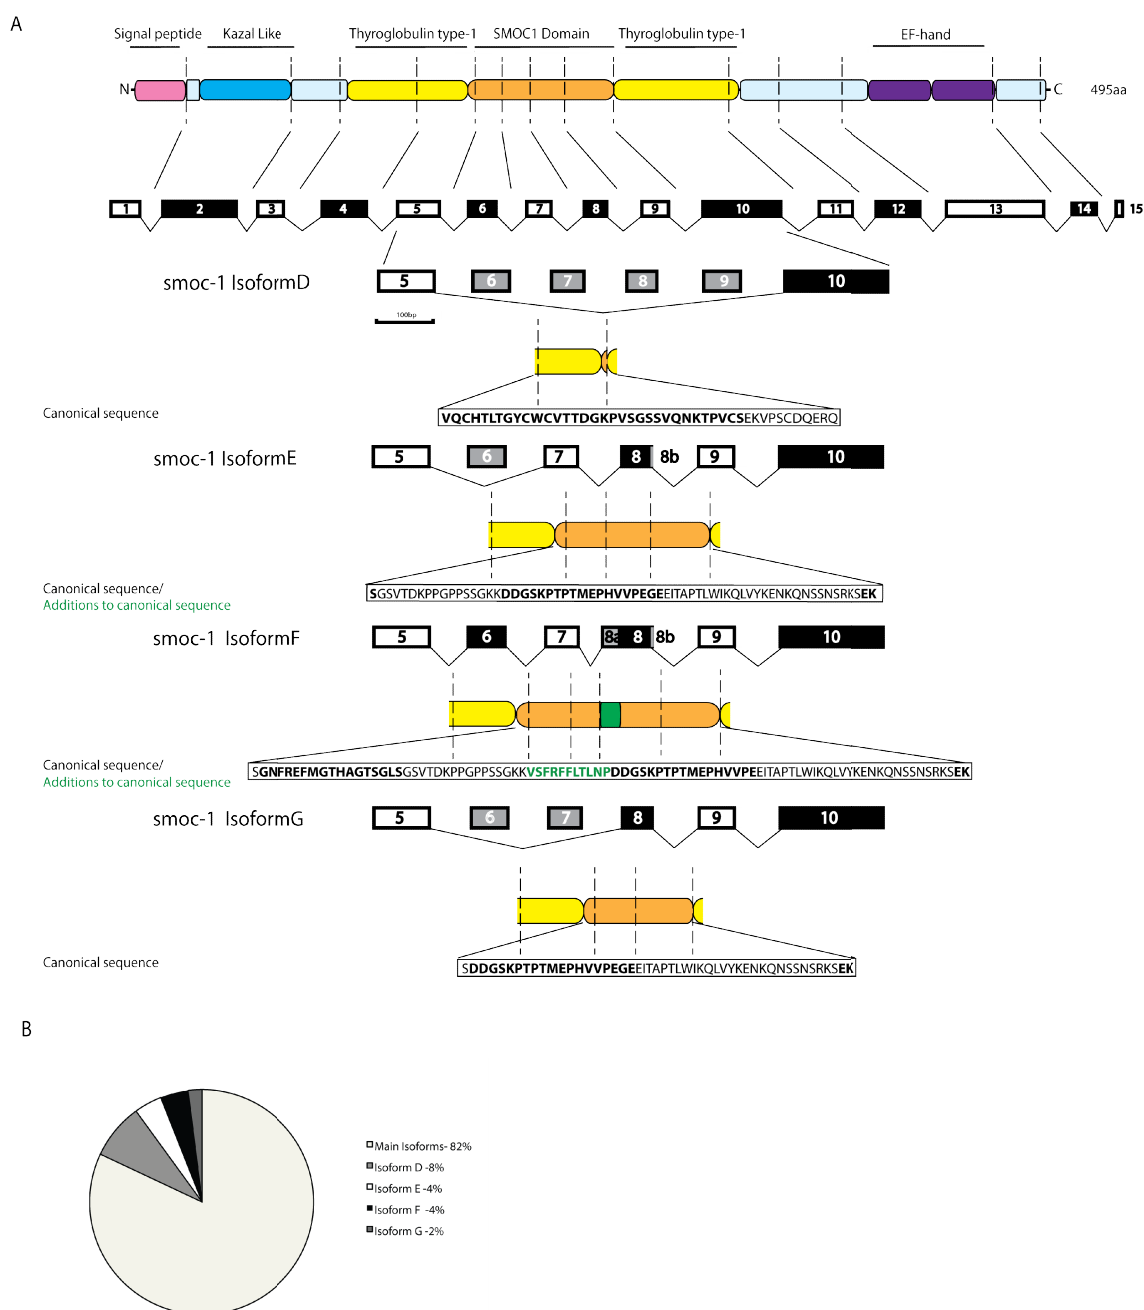 A
Signal peptide Kazal Like Thyroglobulin type-1 SMOC1 Domain Thyroglobulin type-1 EF-hand
N C 495aa
1 2 3 4 5 6 7 8 9 10 11 12 13 14 15
smoc-1 IsoformD 5 6 7 8 9 10
100bp
Canonical sequence VQCHTLTGYCWCVTTDGKPVSGSSVQNKTPVCSEKVPSCDQERQ
smoc-1 IsoformE 5 6 7 8 8b 9 10
Canonical sequence/ SGSVTDKPPGPPSSGKKDDGSKPTPTMEPHVVPEGEEITAPTLWIKQLVYKENKQNSSNSRKSEK
Additions to canonical sequence
smoc-1 IsoformF 5 6 7 8a 8 8b 9 10
Canonical sequence/ SGNFREFMGTHAGTSGLSGSVTDKPPGPPSSGKKVSFRFFLTLNPDDGSKPTPTMEPHVVPEEITAPTLWIKQLVYKENKQNSSNSRKSEK
Additions to canonical sequence
smoc-1 IsoformG 5 6 7 8 9 10
Canonical sequence SDDGSKPTPTMEPHVVPEGEEITAPTLWIKQLVYKENKQNSSNSRKSEK
B
Main Isoforms- 82%
Isoform D -8%
Isoform E -4%
Isoform F -4%
Isoform G -2%